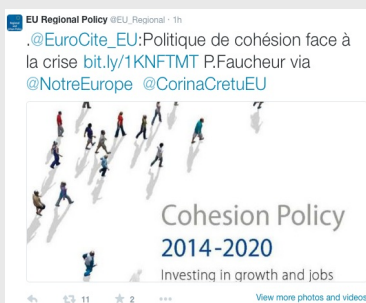 EU Regional Policy @EU_Regional · 1h
.@EuroCite_EU:Politique de cohésion face à
la crise bit.ly/1KNFTMT P.Faucheur via
@NotreEurope @CorinaCretuEU
Cohesion Policy
2014-2020
Investing in growth and jobs
11 2
View more photos and videos